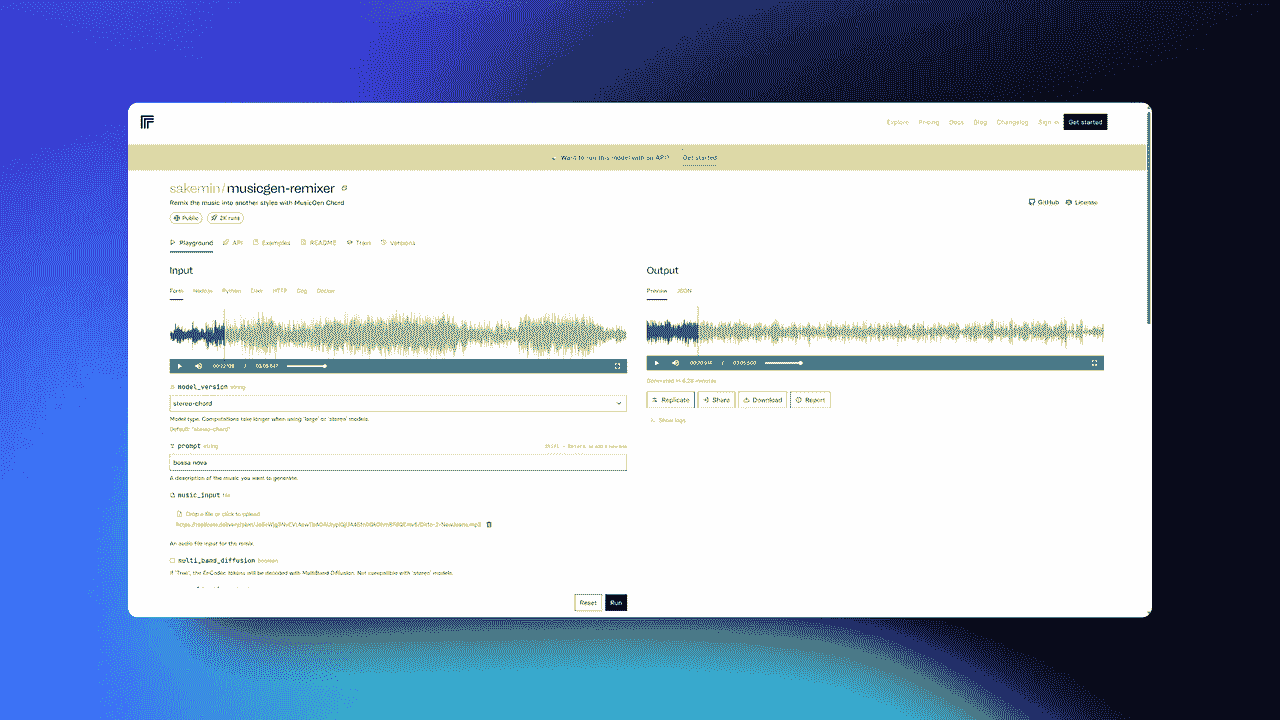 Explore Pricing Docs Blog Changelog Sign in Get started
Want to run this model with an API? Get started
sakemin/musicgen-remixer
Remix the music into another styles with MusicGen Chord
GitHub License
Public 2K runs
Playground API Examples README Train Versions
Input
Form Node.js Python Elixir HTTP Cog Docker
model_version string
stereo-chord
Model type. Computations take longer when using 'large' or 'stereo' models.
Default: "stereo-chord"
prompt string
bossa nova
A description of the music you want to generate.
music_input file
Drop a file or click to upload
An audio file input for the remix.
multi_band_diffusion boolean
If 'True', the EnCodec tokens will be decoded with MultiBand Diffusion. Not compatible with 'stereo' models.
Reset Run
Output
Preview JSON
Generated in
Replicate Share Download Report
Show logs